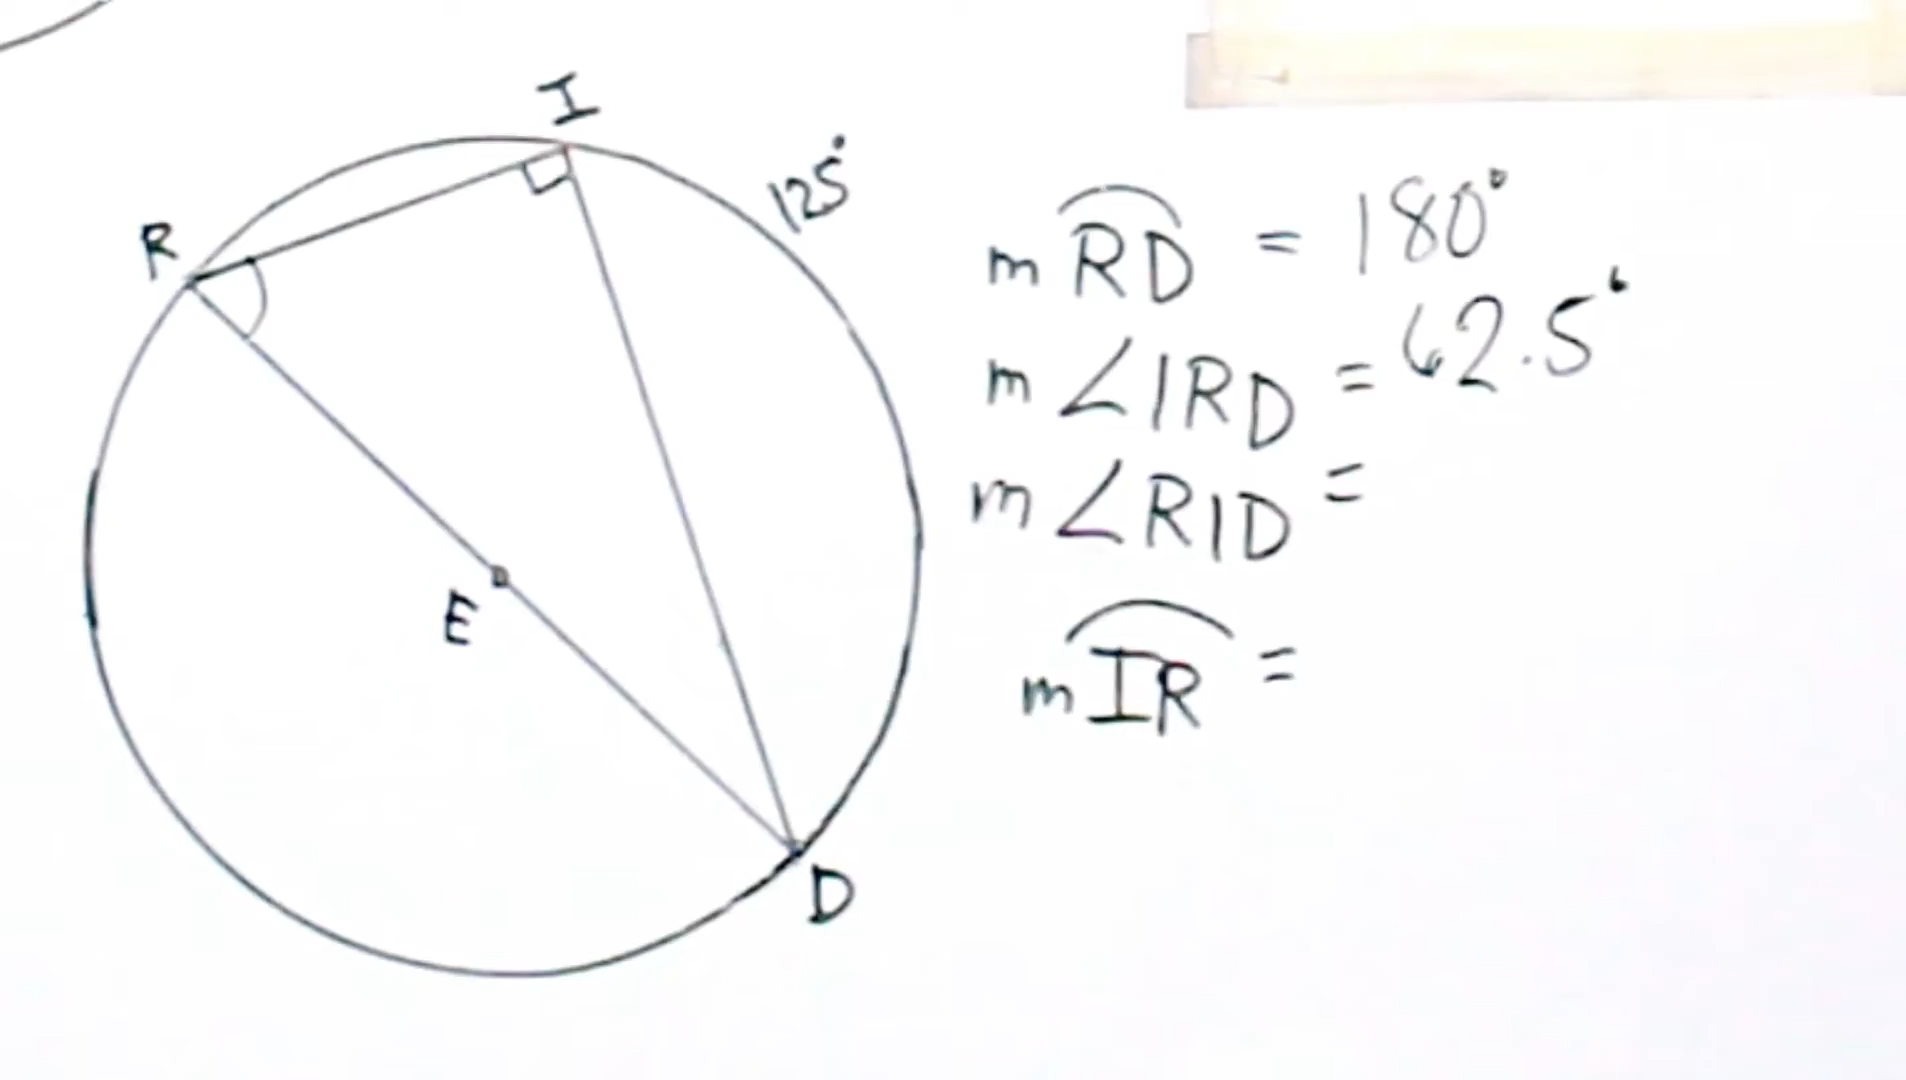 I
125°
R
E
D
m RD = 180°
m ∠IRD = 62.5°
m ∠RID =
m IR =